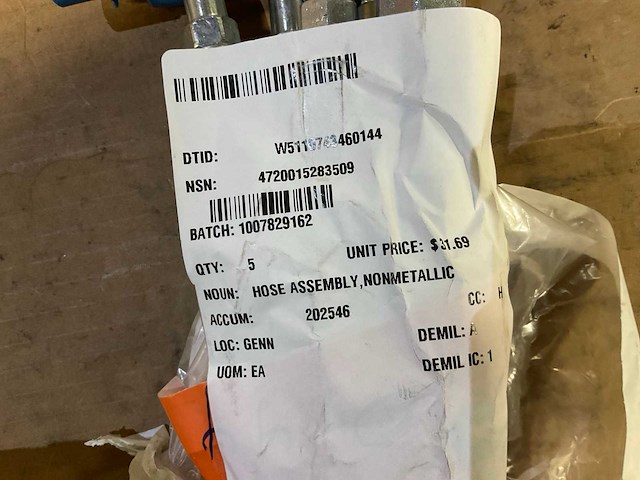 DTID:
NSN: 4720015283509
BATCH: 1007829162
QTY: 5 UNIT PRICE:
NOUN: HOSE ASSEMBLY,NONMETALLIC
ACCUM: 202546 CC: H
LOC: GENN DEMIL: A
UOM: EA DEMIL IC: 1